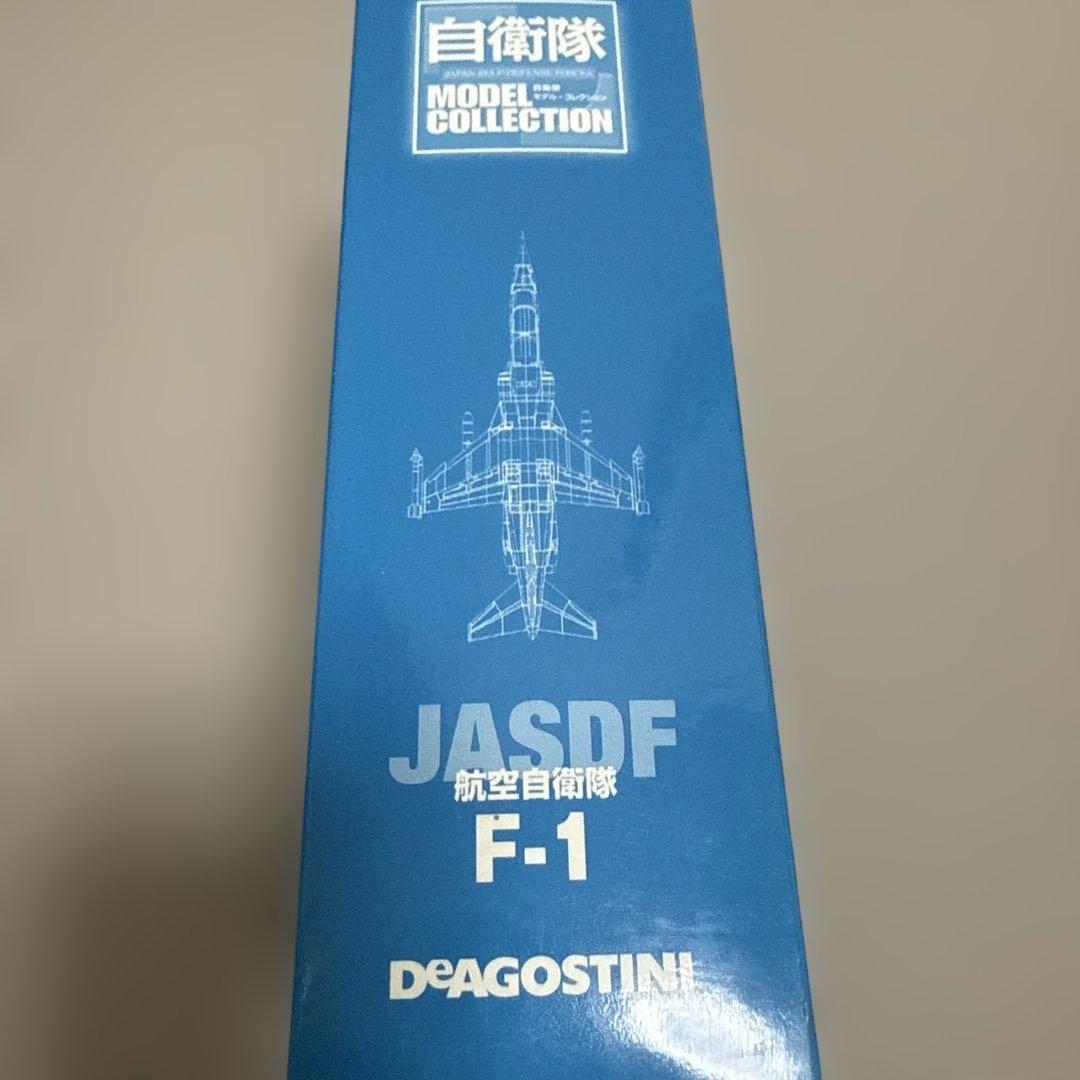 自衛隊
JAPAN SELF-DEFENSE FORCES
MODEL
自衛隊
モデル・コレクション
COLLECTION
JASDF
航空自衛隊
F-1
DeAGOSTINI